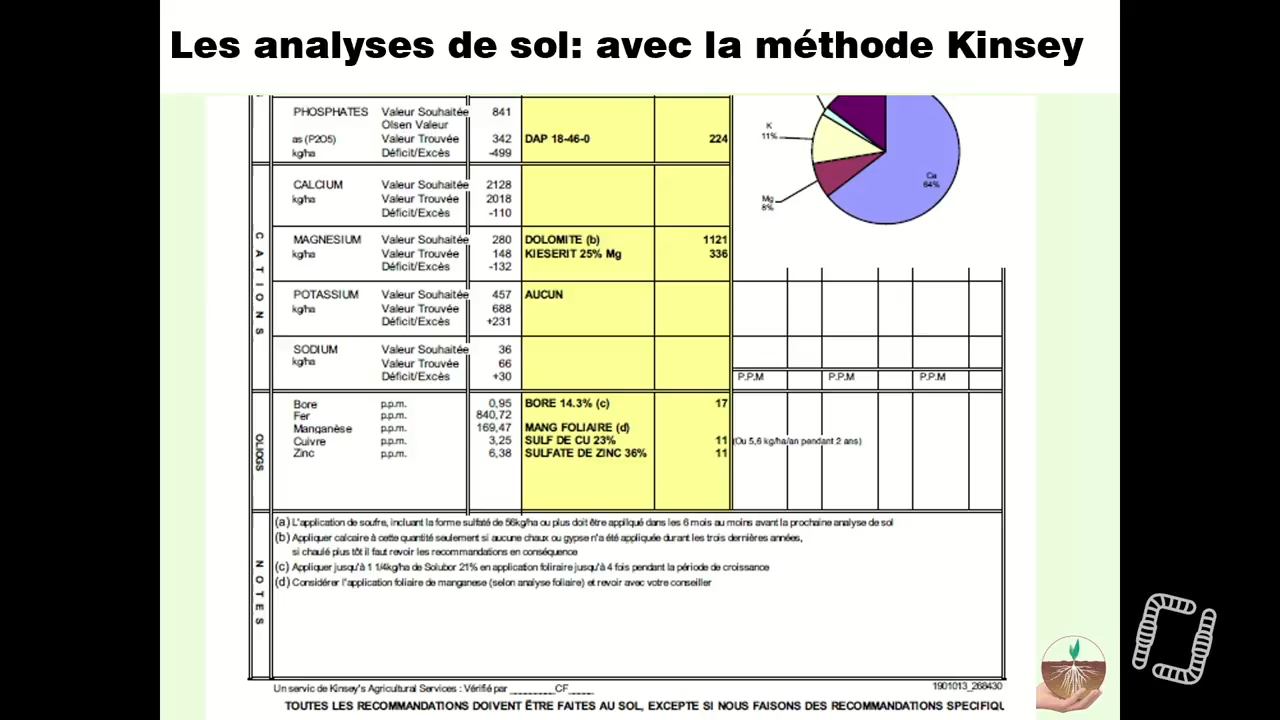 Les analyses de sol: avec la méthode Kinsey
PHOSPHATES Valeur Souhaitée 841
Olsen Valeur
as (P2O5) Valeur Trouvée 342 DAP 18-46-0 224
kg/ha Déficit/Excès -499
K
11%
Ca
64%
Mg
8%
CALCIUM Valeur Souhaitée 2128
kg/ha Valeur Trouvée 2018
Déficit/Excès -110
MAGNESIUM Valeur Souhaitée 280 DOLOMITE (b) 1121
kg/ha Valeur Trouvée 148 KIESERIT 25% Mg 336
Déficit/Excès -132
POTASSIUM Valeur Souhaitée 457 AUCUN
kg/ha Valeur Trouvée 688
Déficit/Excès +231
SODIUM Valeur Souhaitée 36
kg/ha Valeur Trouvée 66
Déficit/Excès +30
CATIONS
P.P.M P.P.M P.P.M
Bore p.p.m. 0,95 BORE 14.3% (c) 17
Fer p.p.m. 840,72
Manganèse p.p.m. 169,47 MANG FOLIAIRE (d)
Cuivre p.p.m. 3,25 SULF DE CU 23% 11 (Ou 5,6 kg/ha/an pendant 2 ans)
Zinc p.p.m. 6,38 SULFATE DE ZINC 36% 11
OLIOGS
(a) L'application de soufre, incluant la forme sulfaté de 56kg/ha ou plus doit être appliqué dans les 6 mois au moins avant la prochaine analyse de sol
(b) Appliquer calcaire à cette quantité seulement si aucune chaux ou gypse n'a été appliquée durant les trois dernières années,
si chaulé plus tôt il faut revoir les recommandations en conséquence
(c) Appliquer jusqu'à 1 1/4kg/ha de Solubor 21% en application foliraire jusqu'à 4 fois pendant la période de croissance
(d) Considérer l'application foliaire de manganese (selon analyse foliaire) et revoir avec votre conseiller
NOTES
Un servic de Kinsey's Agricultural Services : Vérifié par ________CF_____
1901013_268430
TOUTES LES RECOMMANDATIONS DOIVENT ÊTRE FAITES AU SOL, EXCEPTE SI NOUS FAISONS DES RECOMMANDATIONS SPECIFIQU